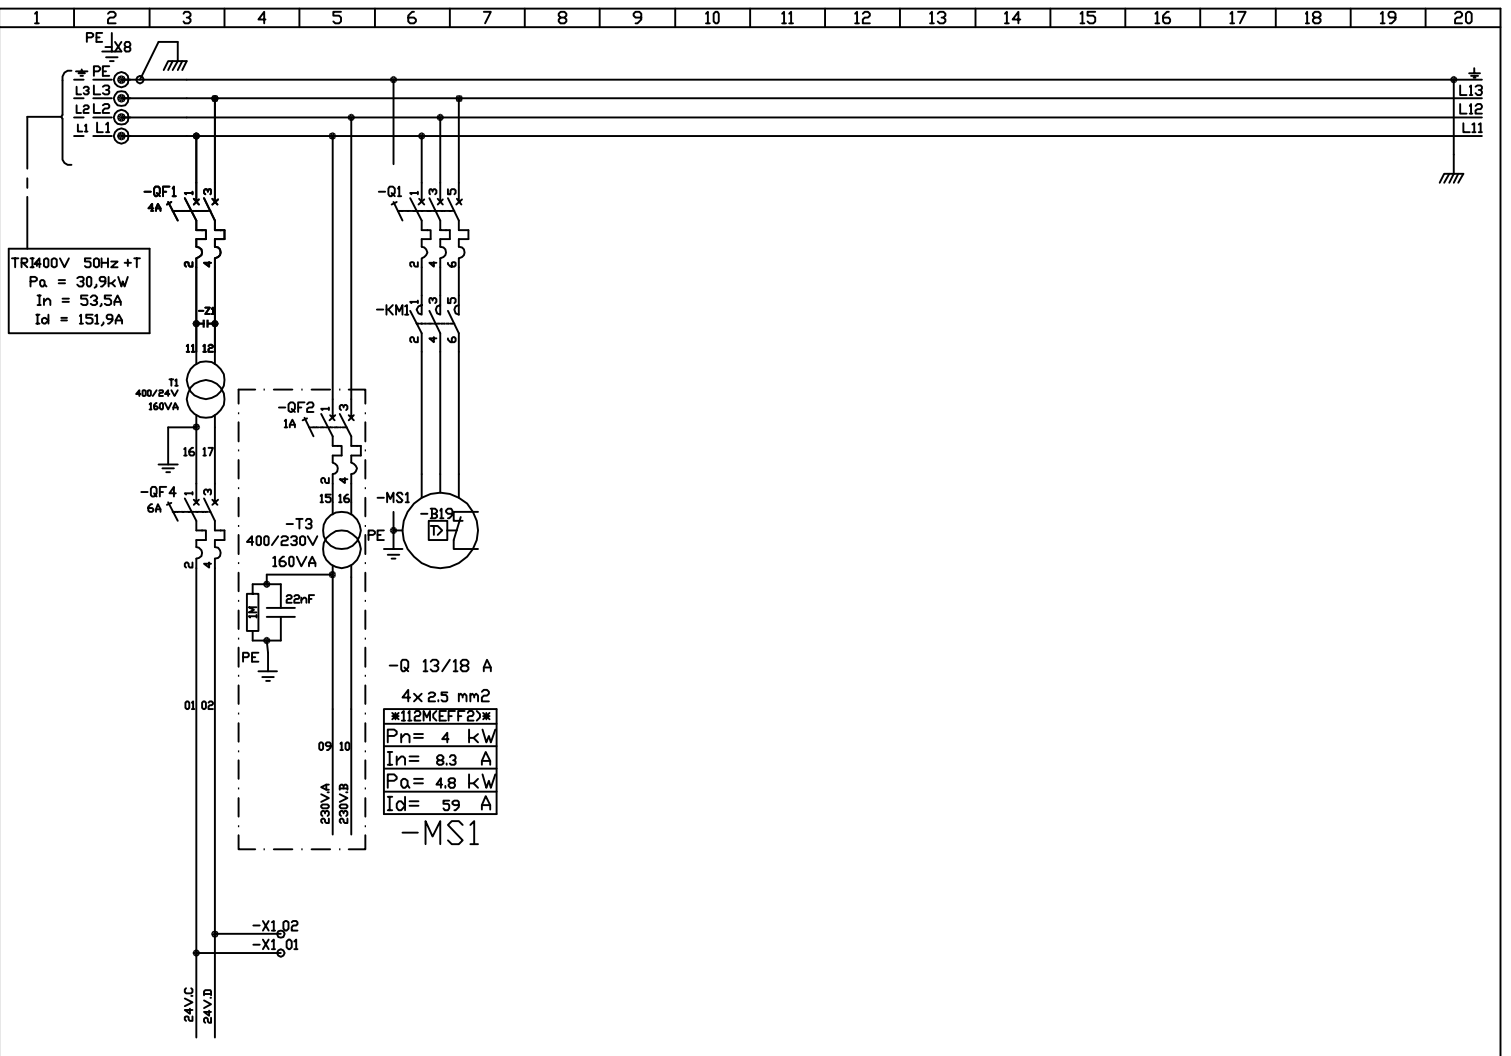 1 2 3 4 5 6 7 8 9 10 11 12 13 14 15 16 17 18 19 20
PE
-X8
PE
L3 L3
L2 L2
L1 L1
L13
L12
L11
-QF1 1 3
4A
2 4
-Q1 1 3 5
2 4 6
TRI400V 50Hz +T
Pa = 30,9kW
In = 53,5A
Id = 151,9A
-Z1
11 12
-KM1 1 3 5
2 4 6
T1
400/24V
160VA
16 17
-QF2 1 3
1A
2 4
15 16
-QF4 1 3
6A
2 4
-T3
400/230V
160VA
-MS1
-B19
T>
PE
1M
22nF
PE
01 02
09 10
230V.A
230V.B
-Q 13/18 A
4x 2.5 mm2
*112M(EFF2)*
Pn= 4 kW
In= 8.3 A
Pa= 4.8 kW
Id= 59 A
-MS1
-X1 02
-X1 01
24V.C
24V.D